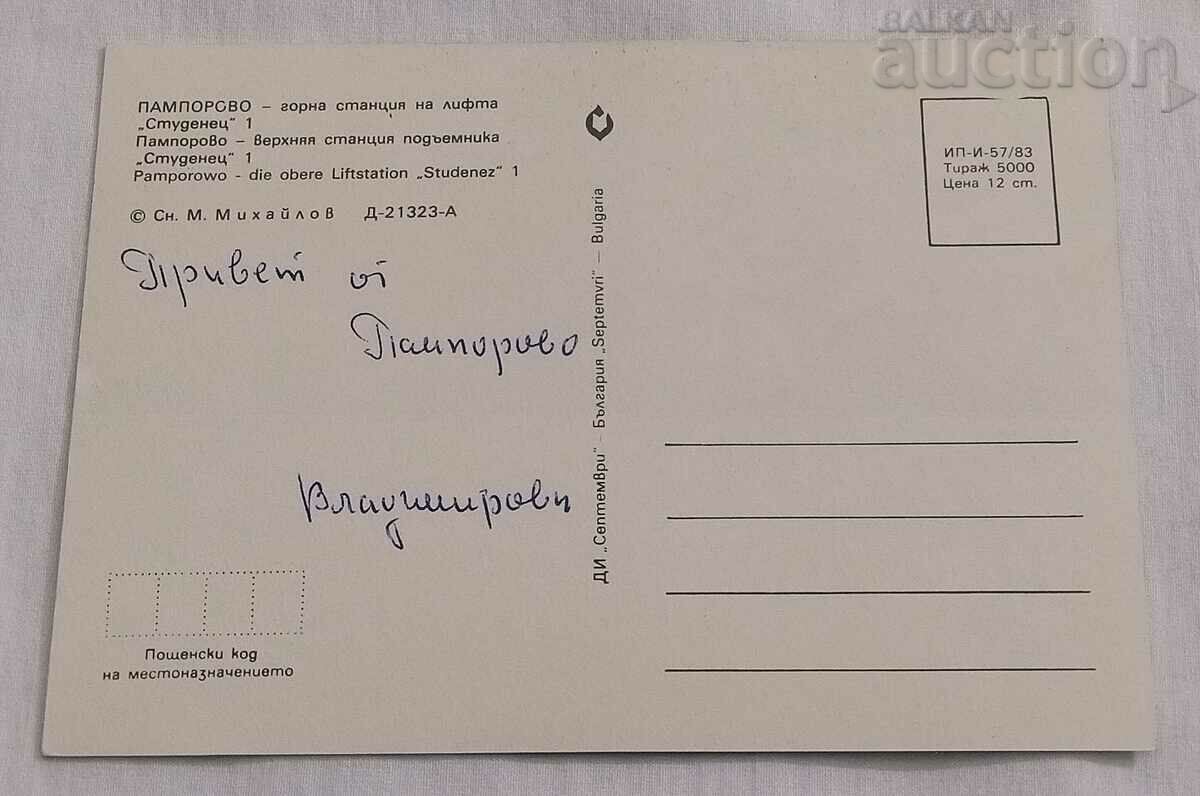 BALKAN
auction
ПАМПОРОВО – горна станция на лифта
„Студенец" 1
Пампорово – верхняя станция подъемника
„Студенец" 1
Pamporowo - die obere Liftstation „Studenez" 1
© Сн. М. Михайлов Д-21323-А
Привет от
Пампорово
Владимирови
Пощенски код
на местоназначението
ДИ „Септември" – България „Septemvri" – Bulgaria
ИП-И-57/83
Тираж 5000
Цена 12 ст.